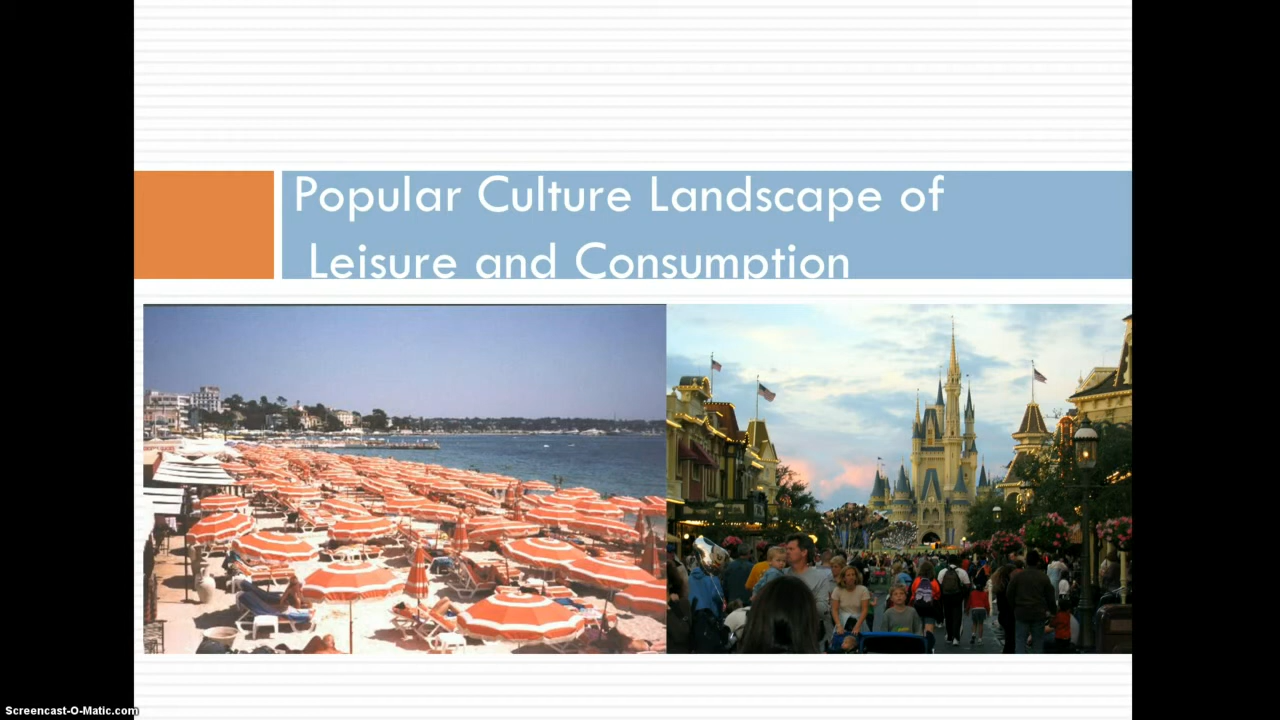 Popular Culture Landscape of
Leisure and Consumption
Screencast-O-Matic.com